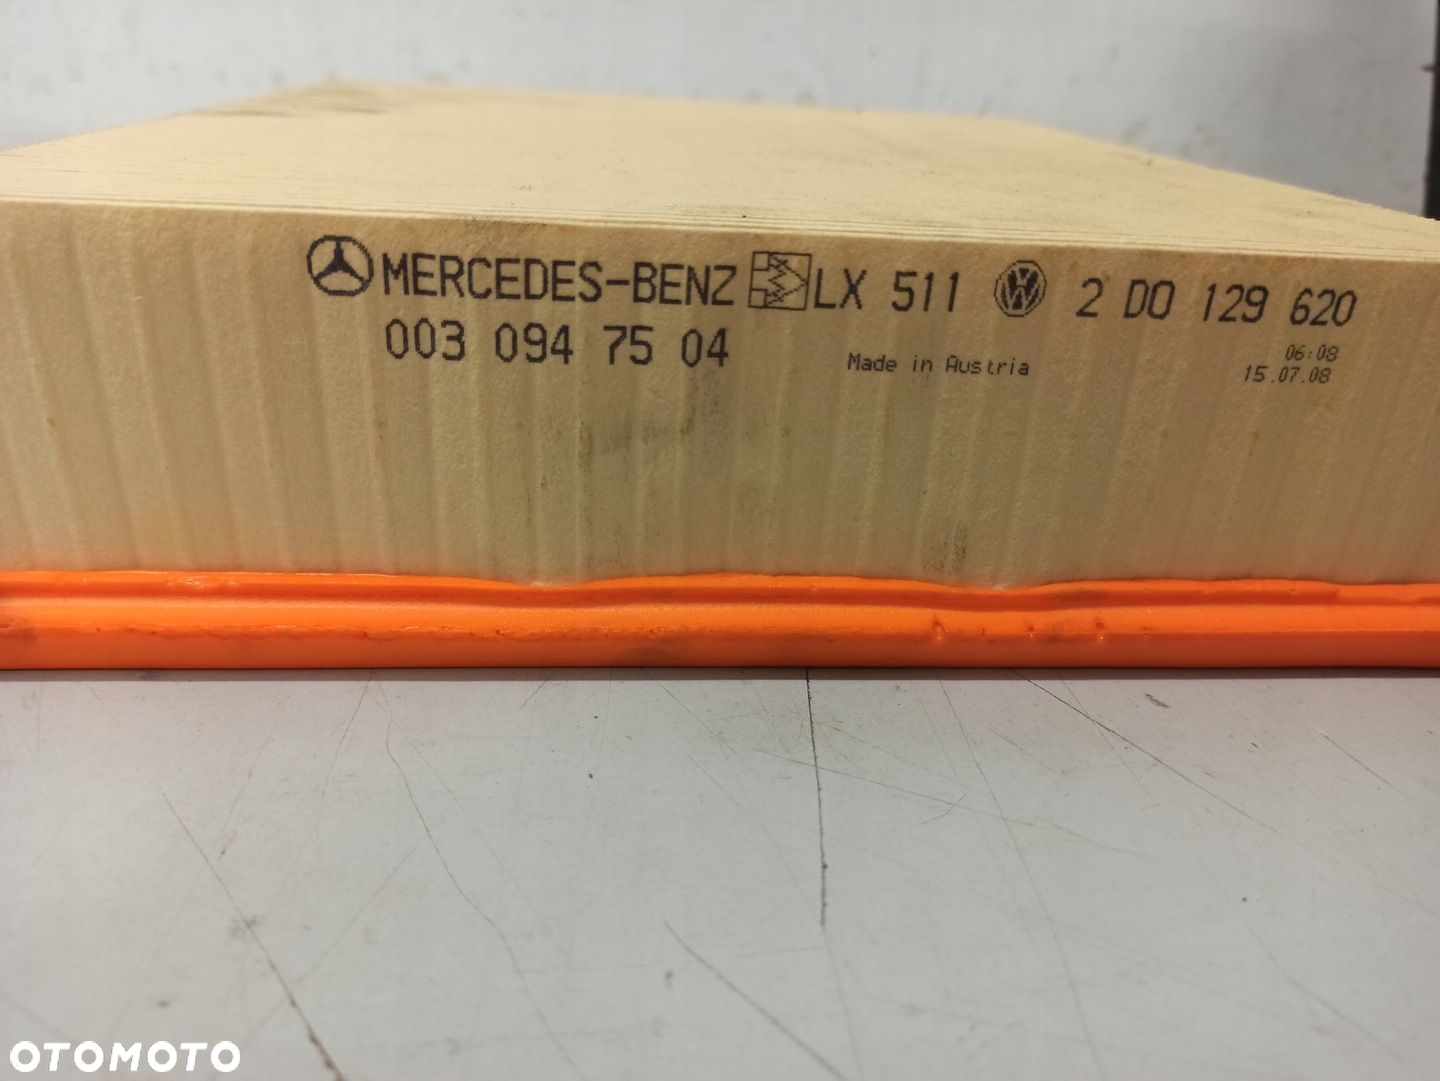 MERCEDES-BENZ LX 511 2 D0 129 620
003 094 75 04
Made in Austria
06:08
15.07.08
OTOMOTO